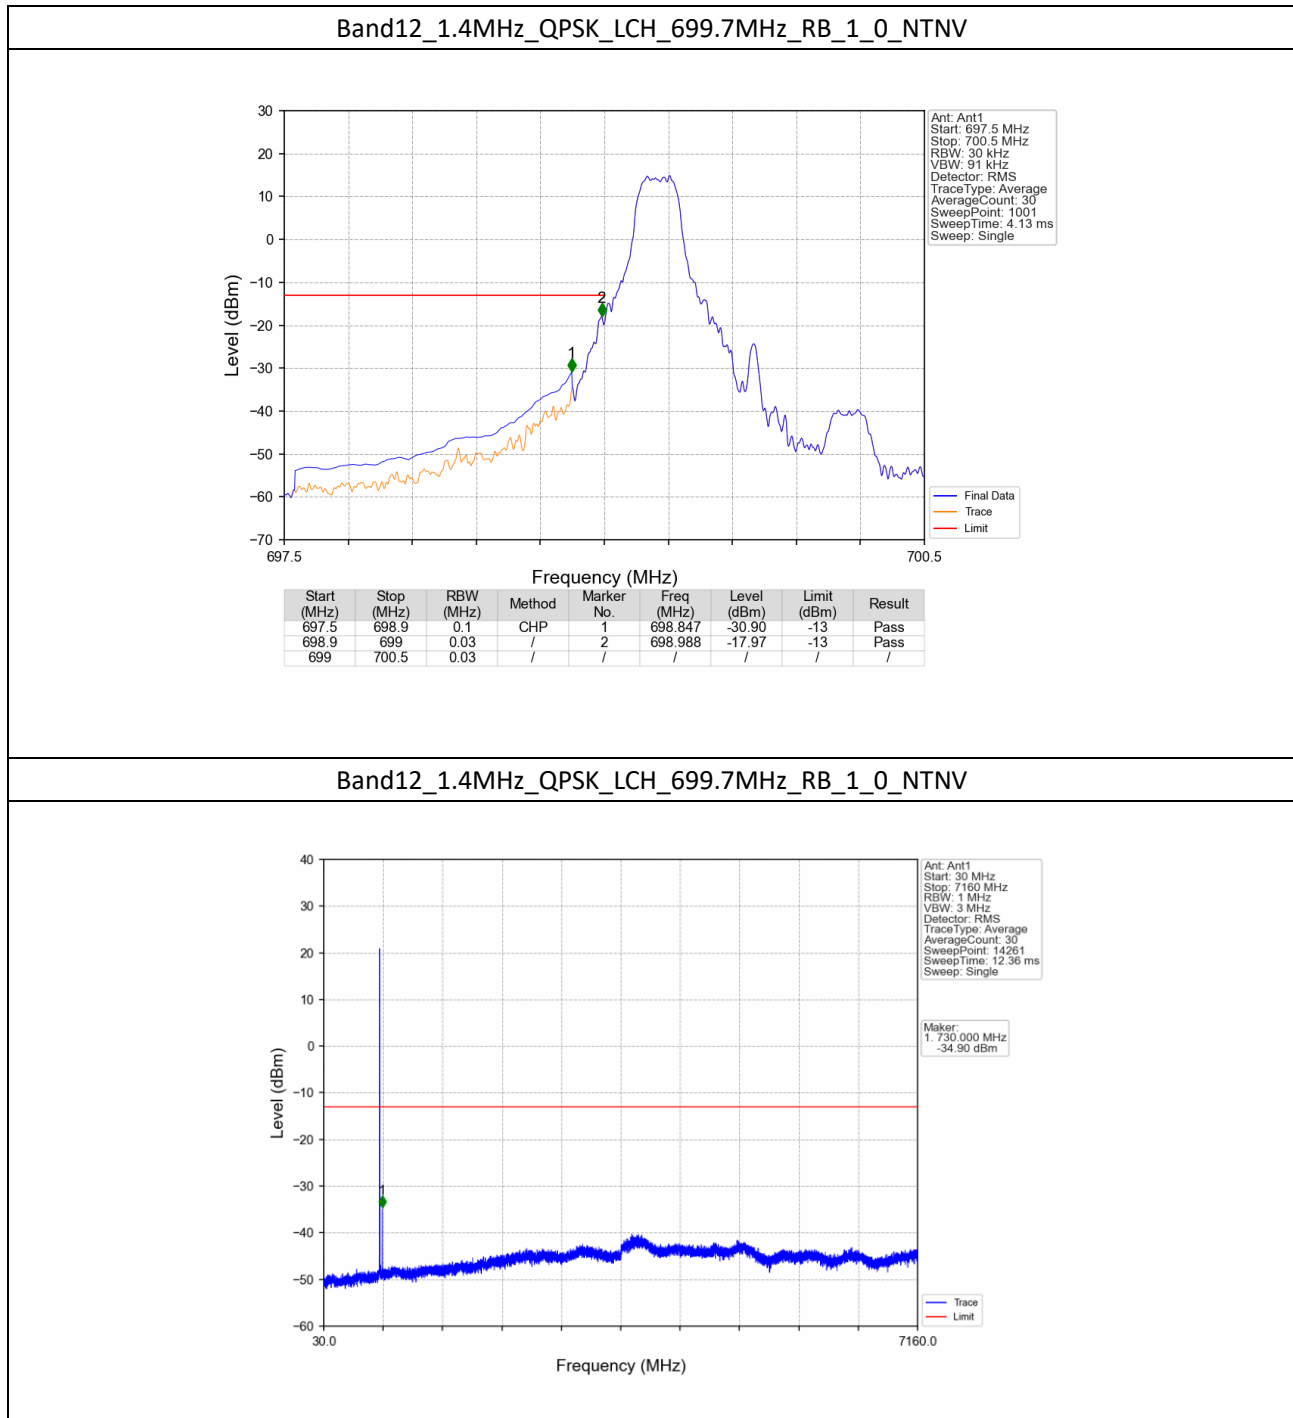 Band12_1.4MHz_QPSK_LCH_699.7MHz_RB_1_0_NTNV
30
20
10
0
−10
−20
−30
−40
−50
−60
−70
Level (dBm)
1
2
697.5
700.5
Frequency (MHz)
Ant: Ant1
Start: 697.5 MHz
Stop: 700.5 MHz
RBW: 30 kHz
VBW: 91 kHz
Detector: RMS
TraceType: Average
AverageCount: 30
SweepPoint: 1001
SweepTime: 4.13 ms
Sweep: Single
Final Data
Trace
Limit
Start (MHz) Stop (MHz) RBW (MHz) Method Marker No. Freq (MHz) Level (dBm) Limit (dBm) Result
697.5 698.9 0.1 CHP 1 698.847 -30.90 -13 Pass
698.9 699 0.03 / 2 698.988 -17.97 -13 Pass
699 700.5 0.03 / / / / / /
Band12_1.4MHz_QPSK_LCH_699.7MHz_RB_1_0_NTNV
40
30
20
10
0
−10
−20
−30
−40
−50
−60
Level (dBm)
1
30.0
7160.0
Frequency (MHz)
Ant: Ant1
Start: 30 MHz
Stop: 7160 MHz
RBW: 1 MHz
VBW: 3 MHz
Detector: RMS
TraceType: Average
AverageCount: 30
SweepPoint: 14261
SweepTime: 12.36 ms
Sweep: Single
Maker:
1. 730.000 MHz
-34.90 dBm
Trace
Limit